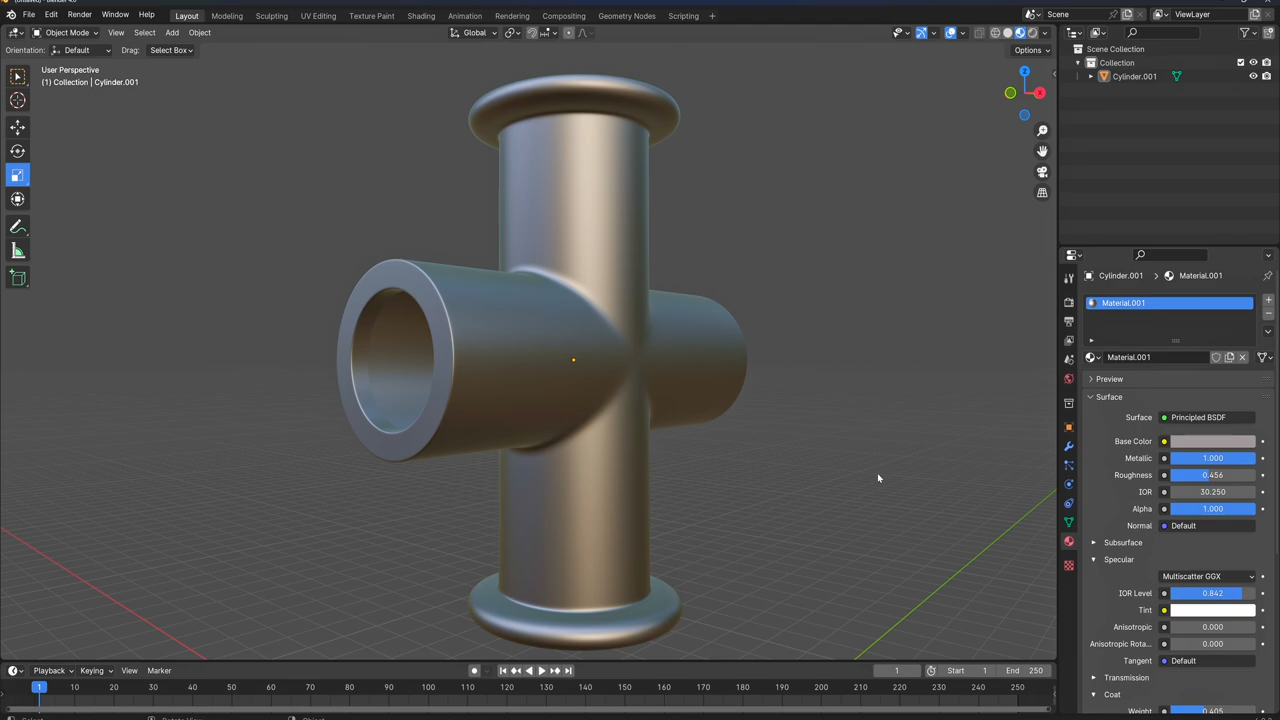 File Edit Render Window Help Layout Modeling Sculpting UV Editing Texture Paint Shading Animation Rendering Compositing Geometry Nodes Scripting + Scene ViewLayer
Object Mode View Select Add Object Global
Orientation: Default Drag: Select Box Options
User Perspective
(1) Collection | Cylinder.001
Z
X
Scene Collection
Collection
Cylinder.001
Cylinder.001 > Material.001
Material.001
Material.001
Preview
Surface
Surface Principled BSDF
Base Color
Metallic 1.000
Roughness 0.456
IOR 30.250
Alpha 1.000
Normal Default
Subsurface
Specular
Multiscatter GGX
IOR Level 0.842
Tint
Anisotropic 0.000
Anisotropic Rota... 0.000
Tangent Default
Transmission
Coat
Weight 0.405
Playback Keying View Marker 1 Start 1 End 250
1 10 20 30 40 50 60 70 80 90 100 110 120 130 140 150 160 170 180 190 200 210 220 230 240 250